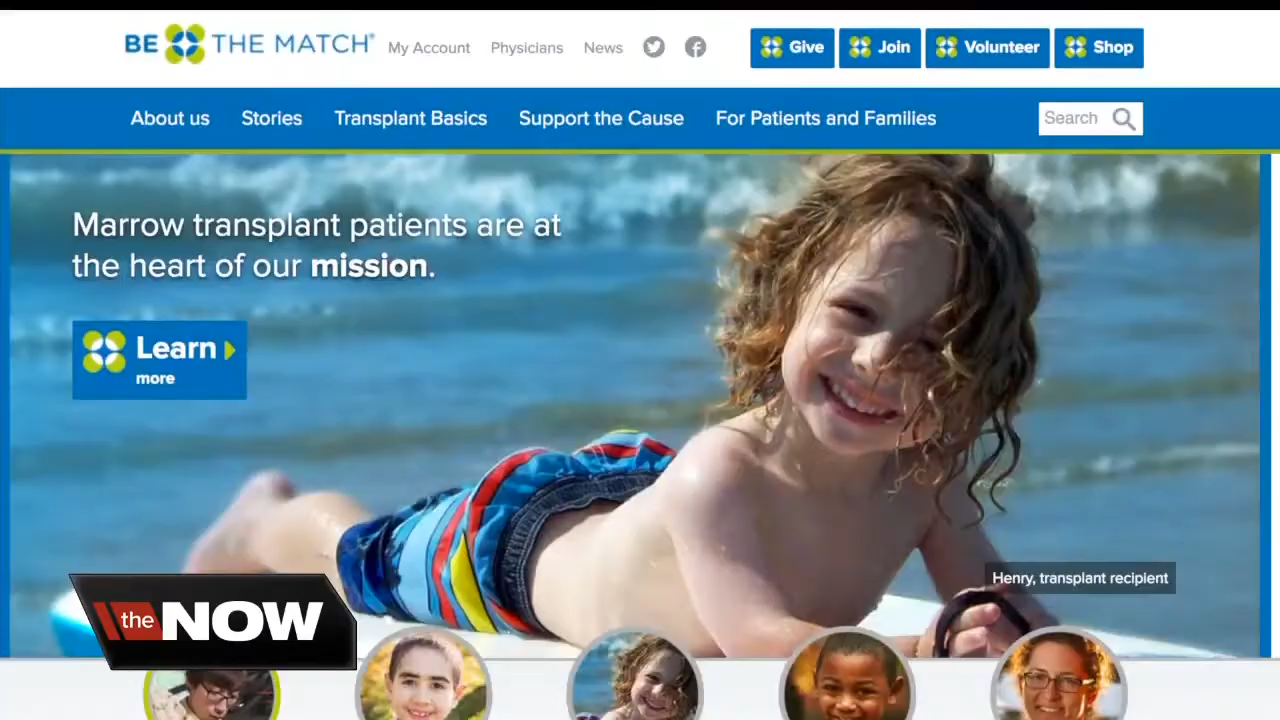 BE THE MATCH®
My Account Physicians News
Give Join Volunteer Shop
About us Stories Transplant Basics Support the Cause For Patients and Families
Search
Marrow transplant patients are at
the heart of our mission.
Learn
more
Henry, transplant recipient
the NOW